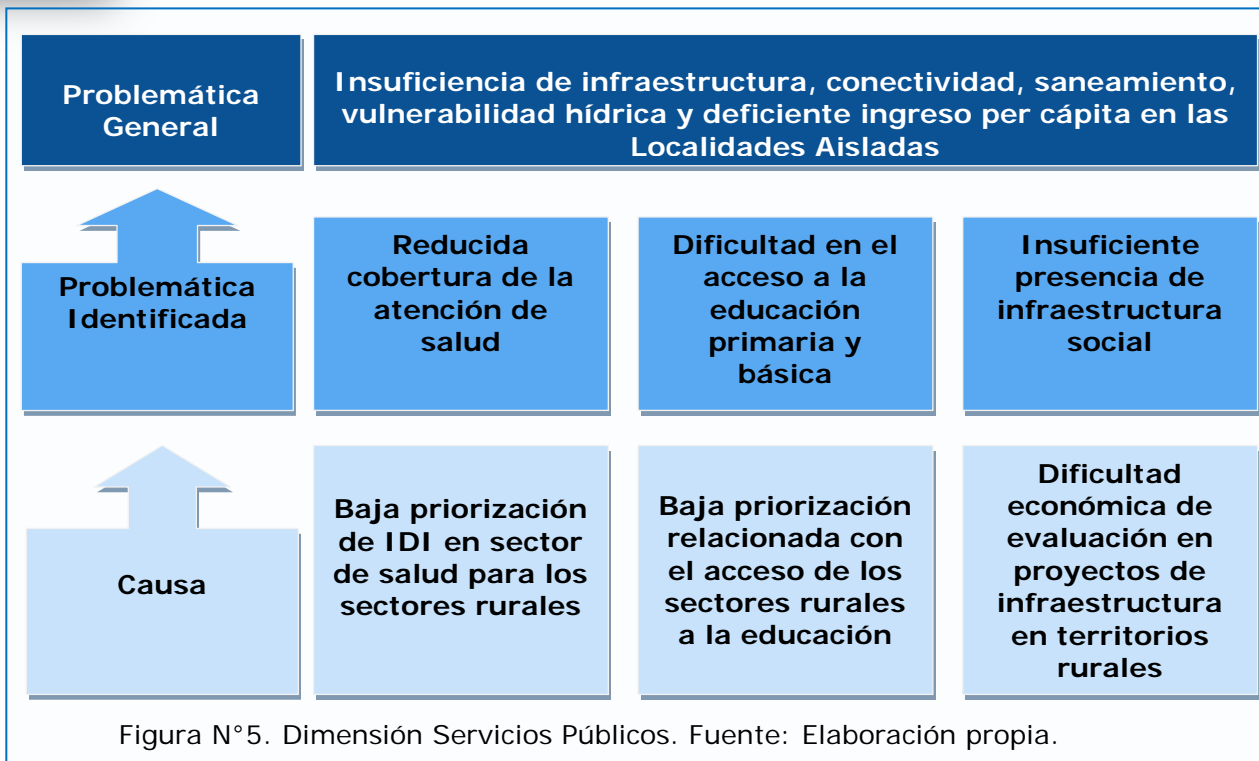 Problemática
General
Insuficiencia de infraestructura, conectividad, saneamiento,
vulnerabilidad hídrica y deficiente ingreso per cápita en las
Localidades Aisladas
Problemática
Identificada
Reducida
cobertura de la
atención de
salud
Dificultad en el
acceso a la
educación
primaria y
básica
Insuficiente
presencia de
infraestructura
social
Causa
Baja priorización
de IDI en sector
de salud para los
sectores rurales
Baja priorización
relacionada con
el acceso de los
sectores rurales
a la educación
Dificultad
económica de
evaluación en
proyectos de
infraestructura
en territorios
rurales
Figura N°5. Dimensión Servicios Públicos. Fuente: Elaboración propia.